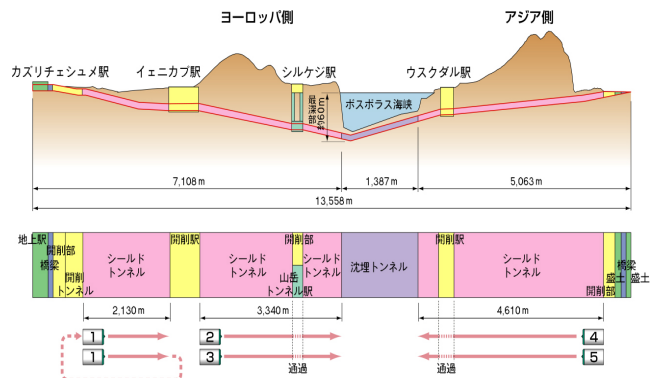 ヨーロッパ側
アジア側
カズリチェシュメ駅
イェニカプ駅
シルケジ駅
ウスクダル駅
ボスポラス海峡
最深部
約60m
7,108m
1,387m
5,063m
13,558m
地上駅
橋梁
開削部
開削
トンネル
シールド
トンネル
開削駅
シールド
トンネル
開削部
山岳
トンネル駅
シールド
トンネル
沈埋トンネル
開削駅
シールド
トンネル
開削部
盛土
橋梁
盛土
2,130m
3,340m
4,610m
1
2
4
1
3
5
通過
通過